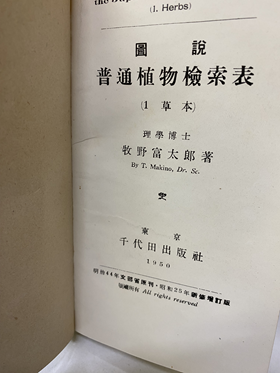 (I. Herbs)
圖說
普通植物檢索表
(1 草本)
理學博士
牧野富太郎著
By T. Makino, Dr. Sc.
東京
千代田出版社
1950
版權所有 All rights reserved